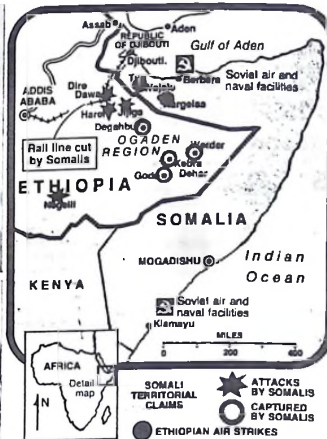 Assab
Aden
REPUBLIC
OF DJIBOUTI
Djibouti
Gulf of Aden
Berbera
Soviet air and
naval facilities
ADDIS
ABABA
Dire
Dawa
Harer
Jijiga
Hargeisa
Degahbur
Rail line cut
by Somalis
OGADEN
REGION
Werder
Kebra
Dehar
Gode
ETHIOPIA
Negelli
SOMALIA
MOGADISHU
Indian
Ocean
KENYA
Soviet air and
naval facilities
Kismayu
MILES
0 200 400
AFRICA
Detail
map
N
SOMALI
TERRITORIAL
CLAIMS
ATTACKS
BY SOMALIS
CAPTURED
BY SOMALIS
ETHIOPIAN AIR STRIKES